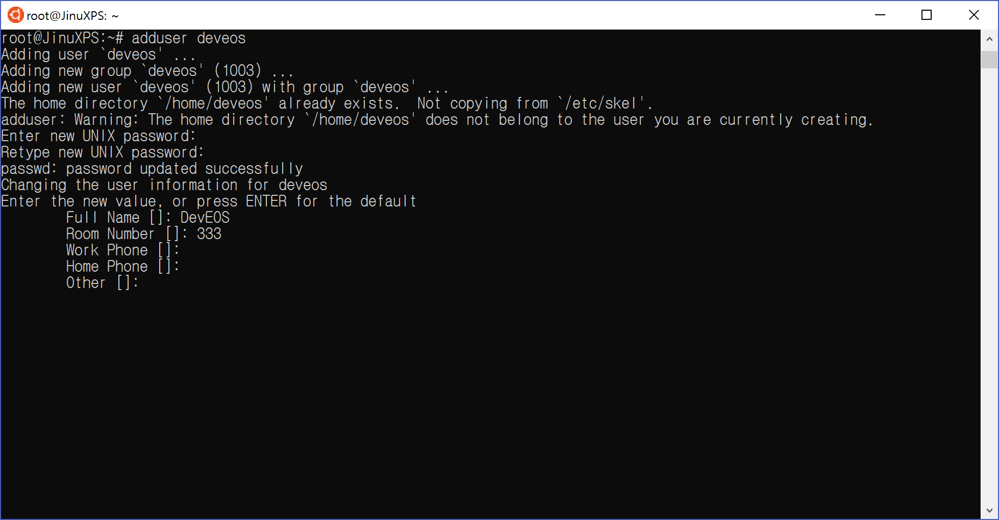 root@JinuXPS: ~
root@JinuXPS:~# adduser deveos
Adding user `deveos' ...
Adding new group `deveos' (1003) ...
Adding new user `deveos' (1003) with group `deveos' ...
The home directory `/home/deveos' already exists.  Not copying from `/etc/skel'.
adduser: Warning: The home directory `/home/deveos' does not belong to the user you are currently creating.
Enter new UNIX password:
Retype new UNIX password:
passwd: password updated successfully
Changing the user information for deveos
Enter the new value, or press ENTER for the default
        Full Name []: DevEOS
        Room Number []: 333
        Work Phone []:
        Home Phone []:
        Other []: